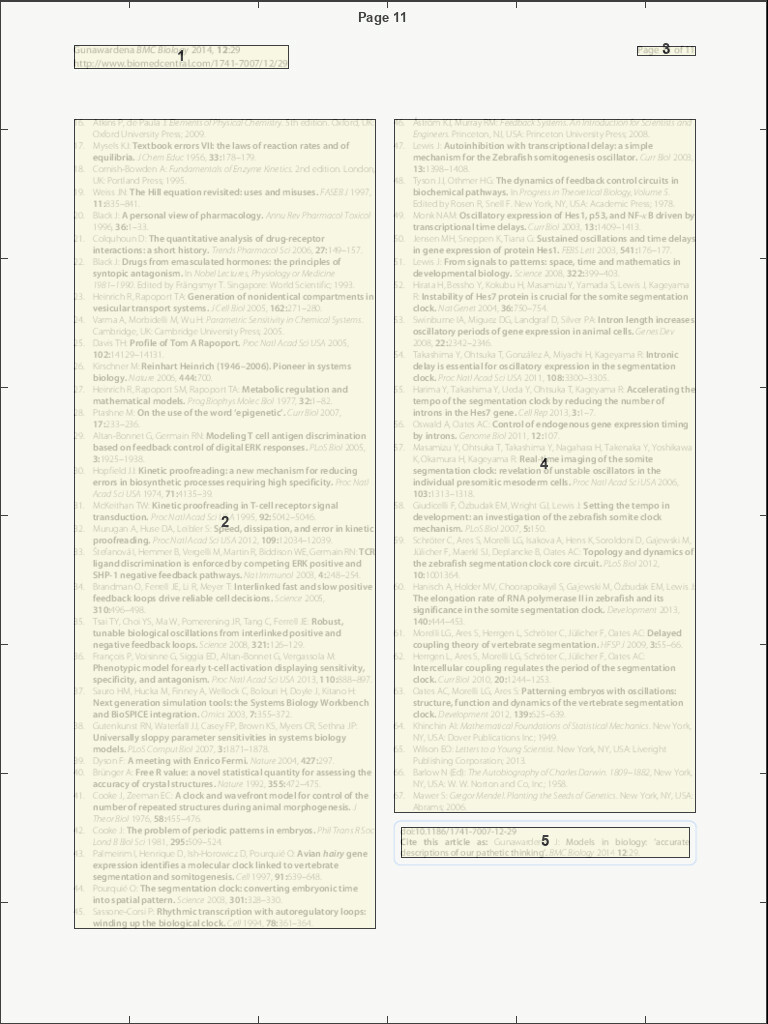 Page 11
Gunawardena BMC Biology 2014, 12:29
http://www.biomedcentral.com/1741-7007/12/29
1
Page 11 of 11
3
16. Atkins P, de Paula J: Elements of Physical Chemistry. 5th edition. Oxford, UK:
Oxford University Press; 2009.
17. Mysels KJ: Textbook errors VII: the laws of reaction rates and of
equilibria. J Chem Educ 1956, 33:178–179.
18. Cornish-Bowden A: Fundamentals of Enzyme Kinetics. 2nd edition. London,
UK: Portland Press; 1995.
19. Weiss JN: The Hill equation revisited: uses and misuses. FASEB J 1997,
11:835–841.
20. Black J: A personal view of pharmacology. Annu Rev Pharmacol Toxicol
1996, 36:1–33.
21. Colquhoun D: The quantitative analysis of drug-receptor
interactions: a short history. Trends Pharmacol Sci 2006, 27:149–157.
22. Black J: Drugs from emasculated hormones: the principles of
syntopic antagonism. In Nobel Lectures, Physiology or Medicine
1981–1990. Edited by Frängsmyr T. Singapore: World Scientific; 1993.
23. Heinrich R, Rapoport TA: Generation of nonidentical compartments in
vesicular transport systems. J Cell Biol 2005, 162:271–280.
24. Varma A, Morbidelli M, Wu H: Parametric Sensitivity in Chemical Systems.
Cambridge, UK: Cambridge University Press; 2005.
25. Davis TH: Profile of Tom A Rapoport. Proc Natl Acad Sci USA 2005,
102:14129–14131.
26. Kirschner M: Reinhart Heinrich (1946–2006). Pioneer in systems
biology. Nature 2006, 444:700.
27. Heinrich R, Rapoport SM, Rapoport TA: Metabolic regulation and
mathematical models. Prog Biophys Molec Biol 1977, 32:1–82.
28. Ptashne M: On the use of the word 'epigenetic'. Curr Biol 2007,
17:233–236.
29. Altan-Bonnet G, Germain RN: Modeling T cell antigen discrimination
based on feedback control of digital ERK responses. PLoS Biol 2005,
3:1925–1938.
30. Hopfield JJ: Kinetic proofreading: a new mechanism for reducing
errors in biosynthetic processes requiring high specificity. Proc Natl
Acad Sci USA 1974, 71:4135–39.
31. McKeithan TW: Kinetic proofreading in T-cell receptor signal
transduction. Proc Natl Acad Sci USA 1995, 92:5042–5046.
2
32. Murugan A, Huse DA, Leibler S: Speed, dissipation, and error in kinetic
proofreading. Proc Natl Acad Sci USA 2012, 109:12034–12039.
33. Štefanová I, Hemmer B, Vergelli M, Martin R, Biddison WE, Germain RN: TCR
ligand discrimination is enforced by competing ERK positive and
SHP-1 negative feedback pathways. Nat Immunol 2003, 4:248–254.
34. Brandman O, Ferrell JE, Li R, Meyer T: Interlinked fast and slow positive
feedback loops drive reliable cell decisions. Science 2005,
310:496–498.
35. Tsai TY, Choi YS, Ma W, Pomerening JR, Tang C, Ferrell JE: Robust,
tunable biological oscillations from interlinked positive and
negative feedback loops. Science 2008, 321:126–129.
36. François P, Voisinne G, Siggia ED, Altan-Bonnet G, Vergassola M:
Phenotypic model for early t-cell activation displaying sensitivity,
specificity, and antagonism. Proc Natl Acad Sci USA 2013, 110:888–897.
37. Sauro HM, Hucka M, Finney A, Wellock C, Bolouri H, Doyle J, Kitano H:
Next generation simulation tools: the Systems Biology Workbench
and BioSPICE integration. Omics 2003, 7:355–372.
38. Gutenkunst RN, Waterfall JJ, Casey FP, Brown KS, Myers CR, Sethna JP:
Universally sloppy parameter sensitivities in systems biology
models. PLoS Comput Biol 2007, 3:1871–1878.
39. Dyson F: A meeting with Enrico Fermi. Nature 2004, 427:297.
40. Brünger A: Free R value: a novel statistical quantity for assessing the
accuracy of crystal structures. Nature 1992, 355:472–475.
41. Cooke J, Zeeman EC: A clock and wavefront model for control of the
number of repeated structures during animal morphogenesis. J
Theor Biol 1976, 58:455–476.
42. Cooke J: The problem of periodic patterns in embryos. Phil Trans R Soc
Lond B Biol Sci 1981, 295:509–524.
43. Palmeirim I, Henrique D, Ish-Horowicz D, Pourquié O: Avian hairy gene
expression identifies a molecular clock linked to vertebrate
segmentation and somitogenesis. Cell 1997, 91:639–648.
44. Pourquié O: The segmentation clock: converting embryonic time
into spatial pattern. Science 2003, 301:328–330.
45. Sassone-Corsi P: Rhythmic transcription with autoregulatory loops:
winding up the biological clock. Cell 1994, 78:361–364.
46. Åström KJ, Murray RM: Feedback Systems. An Introduction for Scientists and
Engineers. Princeton, NJ, USA: Princeton University Press; 2008.
47. Lewis J: Autoinhibition with transcriptional delay: a simple
mechanism for the Zebrafish somitogenesis oscillator. Curr Biol 2003,
13:1398–1408.
48. Tyson JJ, Othmer HG: The dynamics of feedback control circuits in
biochemical pathways. In Progress in Theoretical Biology, Volume 5.
Edited by Rosen R, Snell F. New York, NY, USA: Academic Press; 1978.
49. Monk NAM: Oscillatory expression of Hes1, p53, and NF-κB driven by
transcriptional time delays. Curr Biol 2003, 13:1409–1413.
50. Jensen MH, Sneppen K, Tiana G: Sustained oscillations and time delays
in gene expression of protein Hes1. FEBS Lett 2003, 541:176–177.
51. Lewis J: From signals to patterns: space, time and mathematics in
developmental biology. Science 2008, 322:399–403.
52. Hirata H, Bessho Y, Kokubu H, Masamizu Y, Yamada S, Lewis J, Kageyama
R: Instability of Hes7 protein is crucial for the somite segmentation
clock. Nat Genet 2004, 36:750–754.
53. Swinburne IA, Miguez DG, Landgraf D, Silver PA: Intron length increases
oscillatory periods of gene expression in animal cells. Genes Dev
2008, 22:2342–2346.
54. Takashima Y, Ohtsuka T, González A, Miyachi H, Kageyama R: Intronic
delay is essential for oscillatory expression in the segmentation
clock. Proc Natl Acad Sci USA 2011, 108:3300–3305.
55. Harima Y, Takashima Y, Ueda Y, Ohtsuka T, Kageyama R: Accelerating the
tempo of the segmentation clock by reducing the number of
introns in the Hes7 gene. Cell Rep 2013, 3:1–7.
56. Oswald A, Oates AC: Control of endogenous gene expression timing
by introns. Genome Biol 2011, 12:107.
57. Masamizu Y, Ohtsuka T, Takashima Y, Nagahara H, Takenaka Y, Yoshikawa
K, Okamura H, Kageyama R: Real-time imaging of the somite
4
segmentation clock: revelation of unstable oscillators in the
individual presomitic mesoderm cells. Proc Natl Acad Sci USA 2006,
103:1313–1318.
58. Giudicelli F, Özbudak EM, Wright GJ, Lewis J: Setting the tempo in
development: an investigation of the zebrafish somite clock
mechanism. PLoS Biol 2007, 5:150.
59. Schröter C, Ares S, Morelli LG, Isakova A, Hens K, Soroldoni D, Gajewski M,
Jülicher F, Maerkl SJ, Deplancke B, Oates AC: Topology and dynamics of
the zebrafish segmentation clock core circuit. PLoS Biol 2012,
10:1001364.
60. Hanisch A, Holder MV, Choorapoikayil S, Gajewski M, Özbudak EM, Lewis J:
The elongation rate of RNA polymerase II in zebrafish and its
significance in the somite segmentation clock. Development 2013,
140:444–453.
61. Morelli LG, Ares S, Herrgen L, Schröter C, Jülicher F, Oates AC: Delayed
coupling theory of vertebrate segmentation. HFSP J 2009, 3:55–66.
62. Herrgen L, Ares S, Morelli LG, Schröter C, Jülicher F, Oates AC:
Intercellular coupling regulates the period of the segmentation
clock. Curr Biol 2010, 20:1244–1253.
63. Oates AC, Morelli LG, Ares S: Patterning embryos with oscillations:
structure, function and dynamics of the vertebrate segmentation
clock. Development 2012, 139:625–639.
64. Khinchin AI: Mathematical Foundations of Statistical Mechanics. New York,
NY, USA: Dover Publications Inc; 1949.
65. Wilson EO: Letters to a Young Scientist. New York, NY, USA: Liveright
Publishing Corporation; 2013.
66. Barlow N (Ed): The Autobiography of Charles Darwin, 1809–1882. New York,
NY, USA: W. W. Norton and Co, Inc; 1958.
67. Mawer S: Gregor Mendel: Planting the Seeds of Genetics. New York, NY, USA:
Abrams; 2006.
doi:10.1186/1741-7007-12-29
Cite this article as: Gunawardena J: Models in biology: 'accurate
descriptions of our pathetic thinking'. BMC Biology 2014 12:29.
5